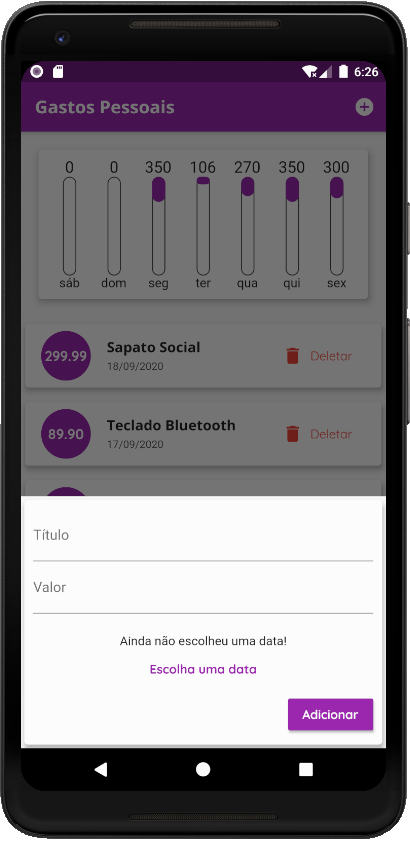 6:26
Gastos Pessoais
0 0 350 106 270 350 300
sáb dom seg ter qua qui sex
299.99 Sapato Social Deletar
18/09/2020
89.90 Teclado Bluetooth Deletar
17/09/2020
Título
Valor
Ainda não escolheu uma data!
Escolha uma data
Adicionar